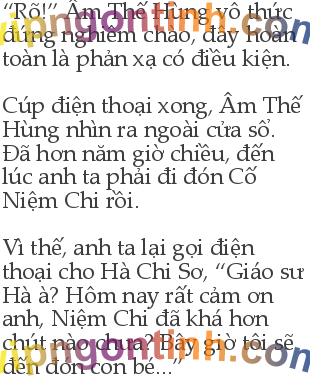 “Rõ!” Âm Thế Hùng vô thức
đứng nghiêm chào, đây hoàn
toàn là phản xạ có điều kiện.
Cúp điện thoại xong, Âm Thế
Hùng nhìn ra ngoài cửa sổ.
Đã hơn năm giờ chiều, đến
lúc anh ta phải đi đón Cố
Niệm Chi rồi.
Vì thế, anh ta lại gọi điện
thoại cho Hà Chi Sơ, “Giáo sư
Hà à? Hôm nay rất cảm ơn
anh, Niệm Chi đã khá hơn
chút nào chưa? Bây giờ tôi sẽ
đến đón con bé...”
vipngontinh.com
vipngontinh.com